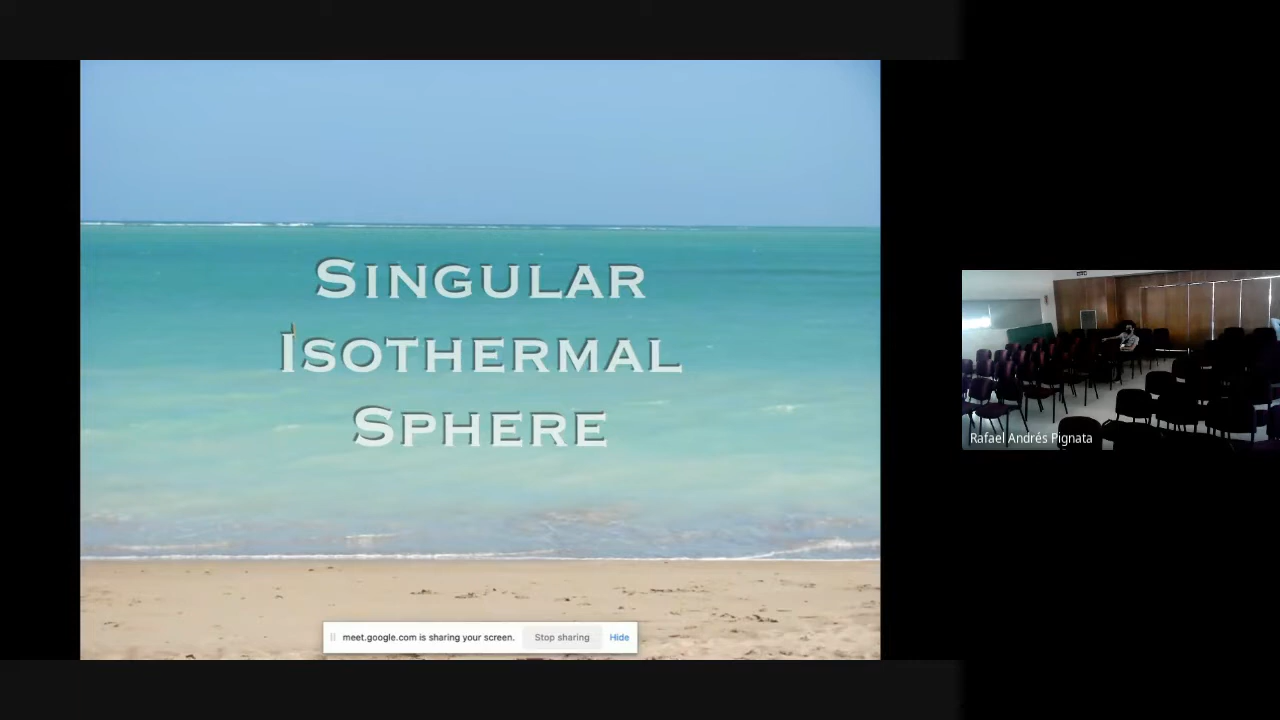 SINGULAR
ISOTHERMAL
SPHERE
meet.google.com is sharing your screen. Stop sharing Hide
Rafael Andrés Pignata